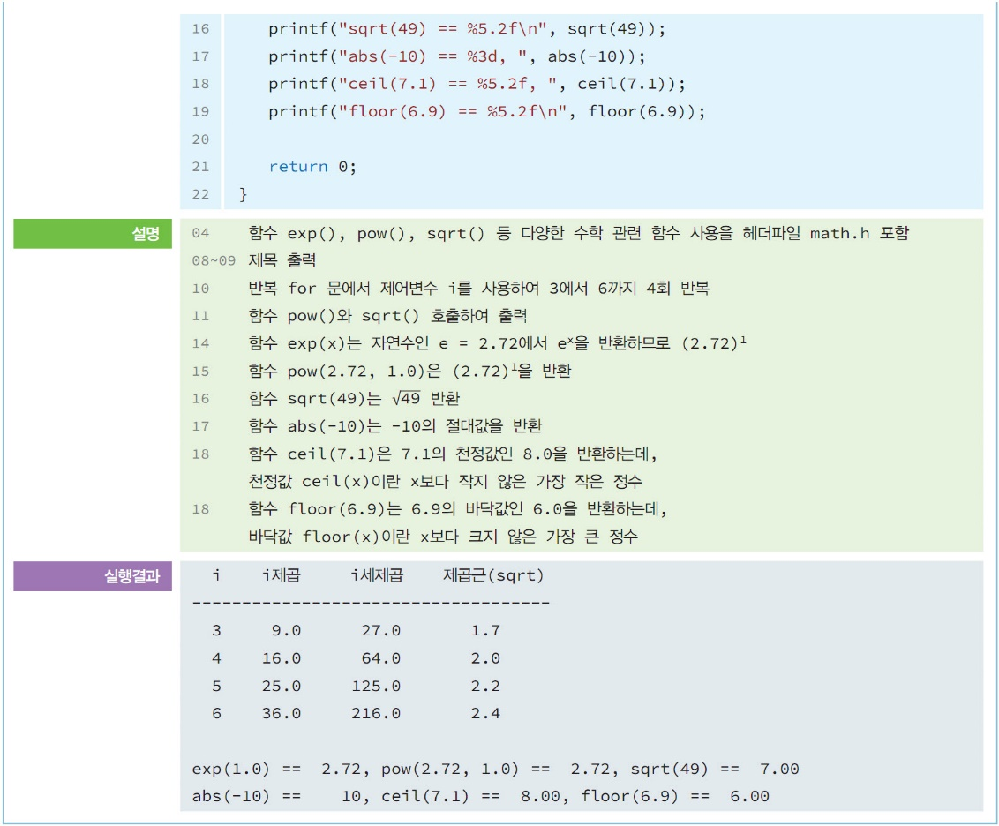 16 printf("sqrt(49) == %5.2f\n", sqrt(49));
17 printf("abs(-10) == %3d, ", abs(-10));
18 printf("ceil(7.1) == %5.2f, ", ceil(7.1));
19 printf("floor(6.9) == %5.2f\n", floor(6.9));
20
21 return 0;
22 }
설명
04 함수 exp(), pow(), sqrt() 등 다양한 수학 관련 함수 사용을 헤더파일 math.h 포함
08~09 제목 출력
10 반복 for 문에서 제어변수 i를 사용하여 3에서 6까지 4회 반복
11 함수 pow()와 sqrt() 호출하여 출력
14 함수 exp(x)는 자연수인 e = 2.72에서 eˣ을 반환하므로 (2.72)¹
15 함수 pow(2.72, 1.0)은 (2.72)¹을 반환
16 함수 sqrt(49)는 √49 반환
17 함수 abs(-10)는 -10의 절대값을 반환
18 함수 ceil(7.1)은 7.1의 천정값인 8.0을 반환하는데,
천정값 ceil(x)이란 x보다 작지 않은 가장 작은 정수
18 함수 floor(6.9)는 6.9의 바닥값인 6.0을 반환하는데,
바닥값 floor(x)이란 x보다 크지 않은 가장 큰 정수
실행결과
i i제곱 i세제곱 제곱근(sqrt)
------------------------------------
3 9.0 27.0 1.7
4 16.0 64.0 2.0
5 25.0 125.0 2.2
6 36.0 216.0 2.4
exp(1.0) ==  2.72, pow(2.72, 1.0) ==  2.72, sqrt(49) ==  7.00
abs(-10) ==    10, ceil(7.1) ==  8.00, floor(6.9) ==  6.00